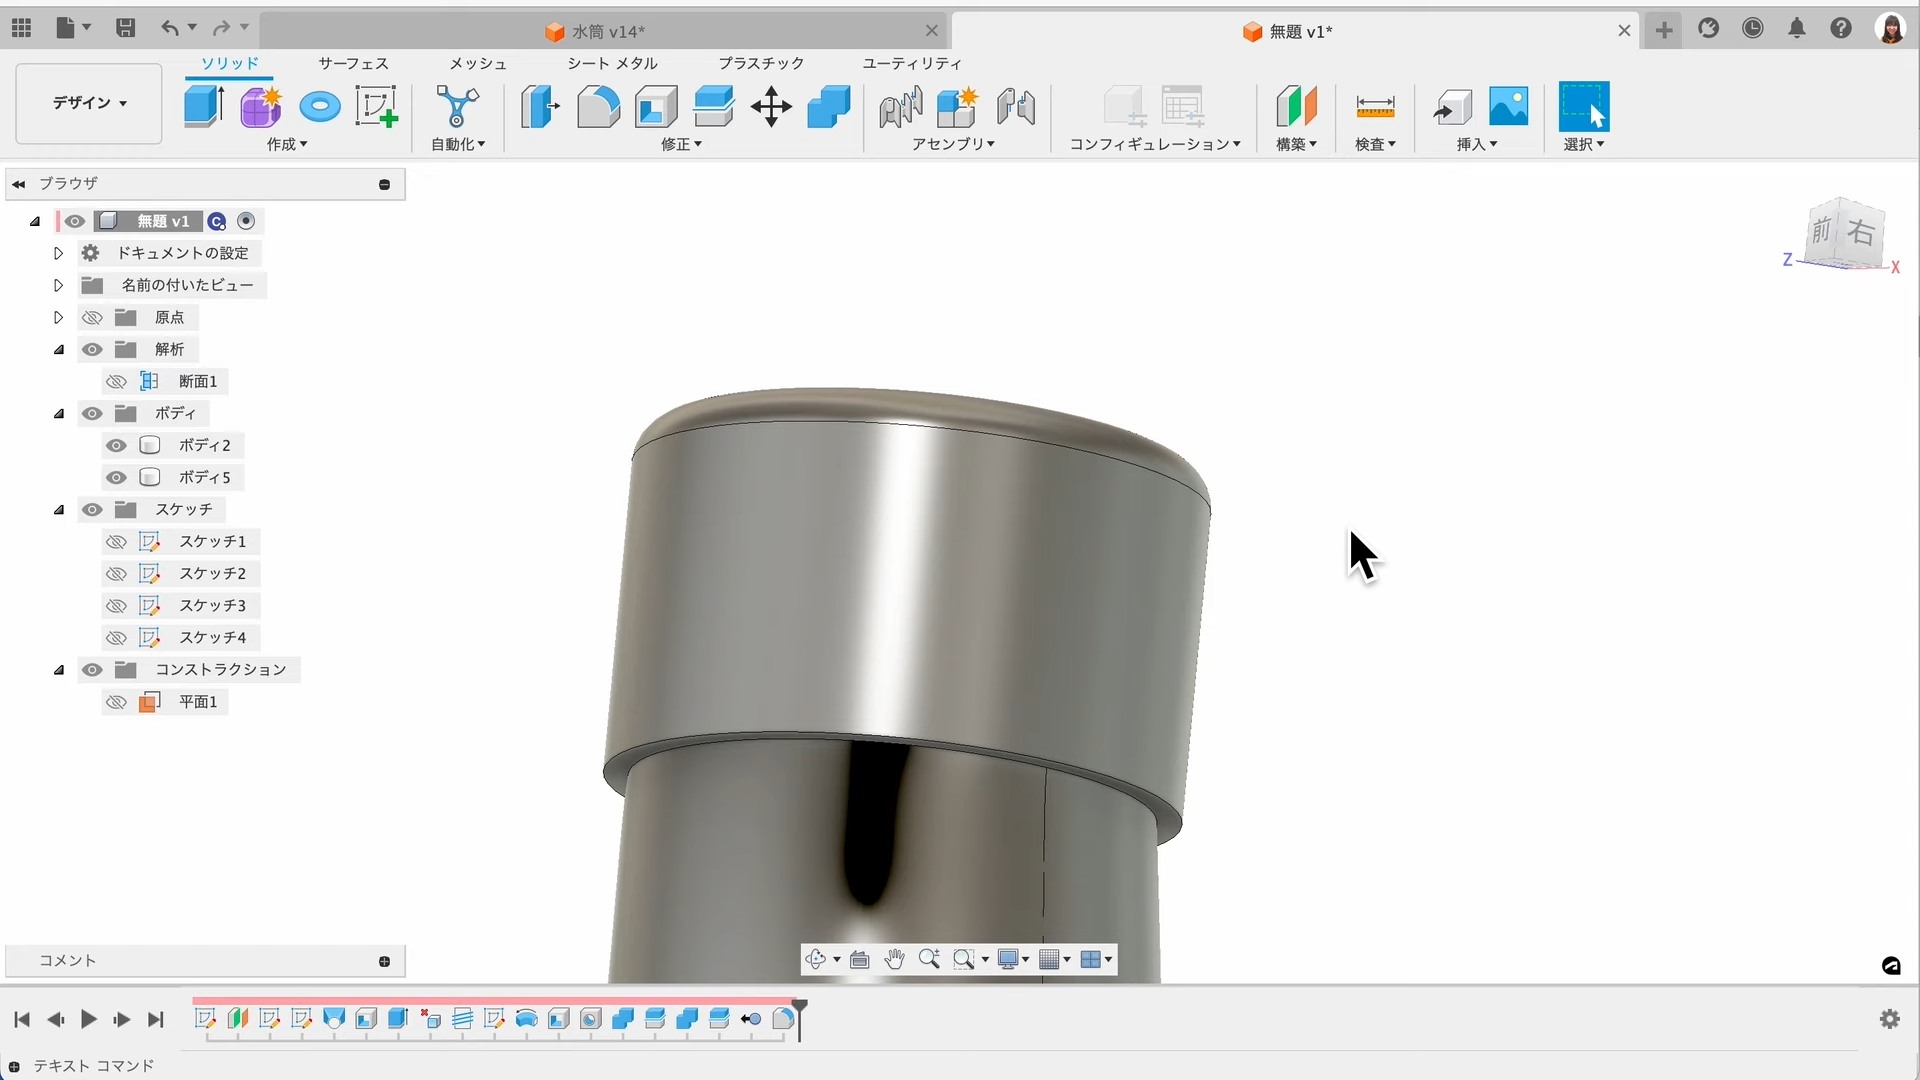 水筒 v14*
無題 v1*
ソリッド サーフェス メッシュ シート メタル プラスチック ユーティリティ
デザイン
作成 自動化 修正 アセンブリ コンフィギュレーション 構築 検査 挿入 選択
ブラウザ
無題 v1
ドキュメントの設定
名前の付いたビュー
原点
解析
断面1
ボディ
ボディ2
ボディ5
スケッチ
スケッチ1
スケッチ2
スケッチ3
スケッチ4
コンストラクション
平面1
前 右
Z X
コメント
テキスト コマンド